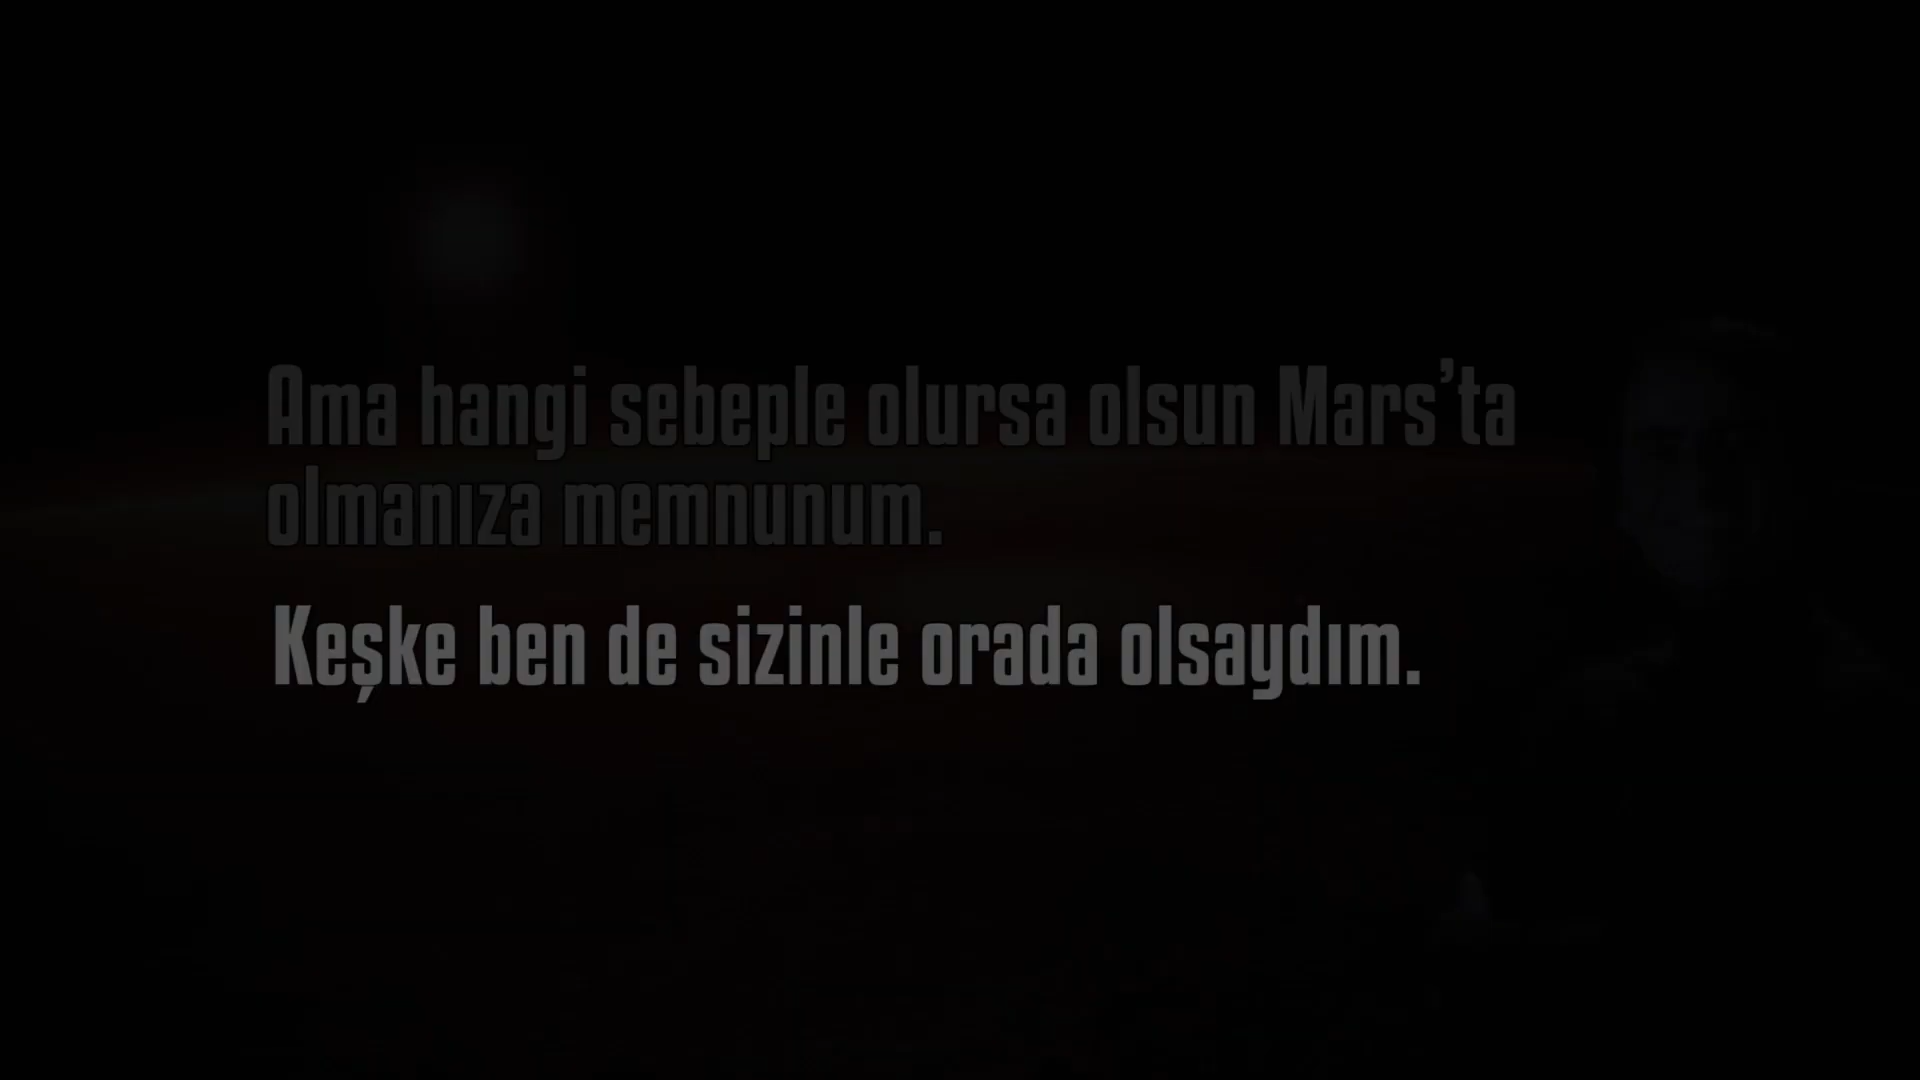 Ama hangi sebeple olursa olsun Mars’ta
olmanıza memnunum.
Keşke ben de sizinle orada olsaydım.